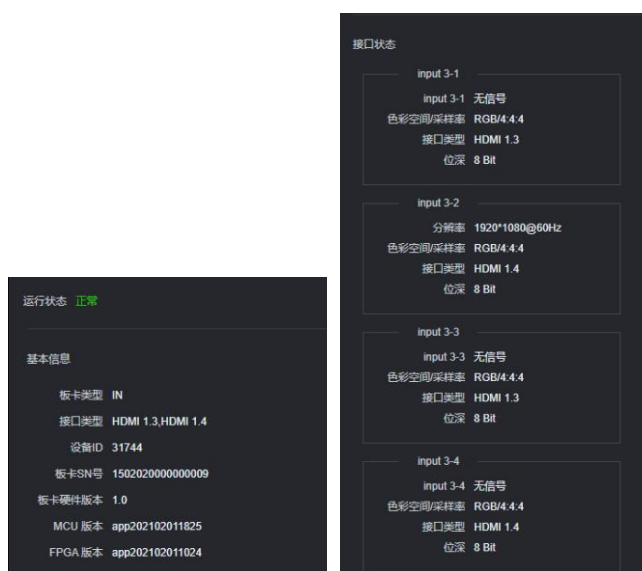 运行状态 正常
基本信息
板卡类型 IN
接口类型 HDMI 1.3,HDMI 1.4
设备ID 31744
板卡SN号 1502020000000009
板卡硬件版本 1.0
MCU 版本 app202102011825
FPGA 版本 app202102011024
接口状态
input 3-1
input 3-1 无信号
色彩空间/采样率 RGB/4:4:4
接口类型 HDMI 1.3
位深 8 Bit
input 3-2
分辨率 1920*1080@60Hz
色彩空间/采样率 RGB/4:4:4
接口类型 HDMI 1.4
位深 8 Bit
input 3-3
input 3-3 无信号
色彩空间/采样率 RGB/4:4:4
接口类型 HDMI 1.3
位深 8 Bit
input 3-4
input 3-4 无信号
色彩空间/采样率 RGB/4:4:4
接口类型 HDMI 1.4
位深 8 Bit